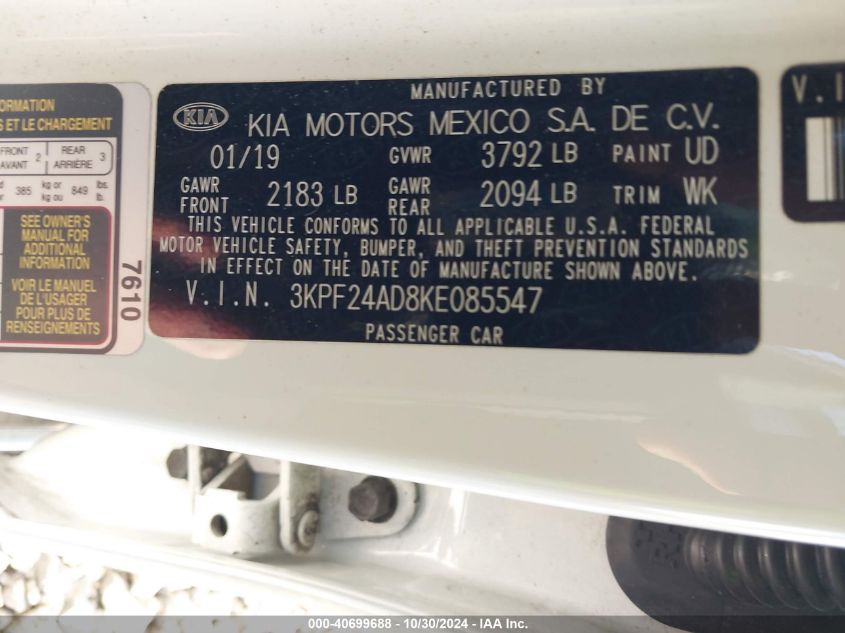 ORMATION
S ET LE CHARGEMENT
FRONT
AVANT 2 REAR
ARRIÈRE 3
385 kg or
kg ou 849 lbs.
lb.
SEE OWNER'S
MANUAL FOR
ADDITIONAL
INFORMATION
VOIR LE MANUEL
DE L'USAGER
POUR PLUS DE
RENSEIGNEMENTS
7610
MANUFACTURED BY
KIA KIA MOTORS MEXICO S.A. DE C.V.
01/19 GVWR 3792 LB PAINT UD
GAWR
FRONT 2183 LB GAWR
REAR 2094 LB TRIM WK
THIS VEHICLE CONFORMS TO ALL APPLICABLE U.S.A. FEDERAL
MOTOR VEHICLE SAFETY, BUMPER, AND THEFT PREVENTION STANDARDS
IN EFFECT ON THE DATE OF MANUFACTURE SHOWN ABOVE.
V.I.N. 3KPF24AD8KE085547
PASSENGER CAR
V.I
000-40699688 - 10/30/2024 - IAA Inc.